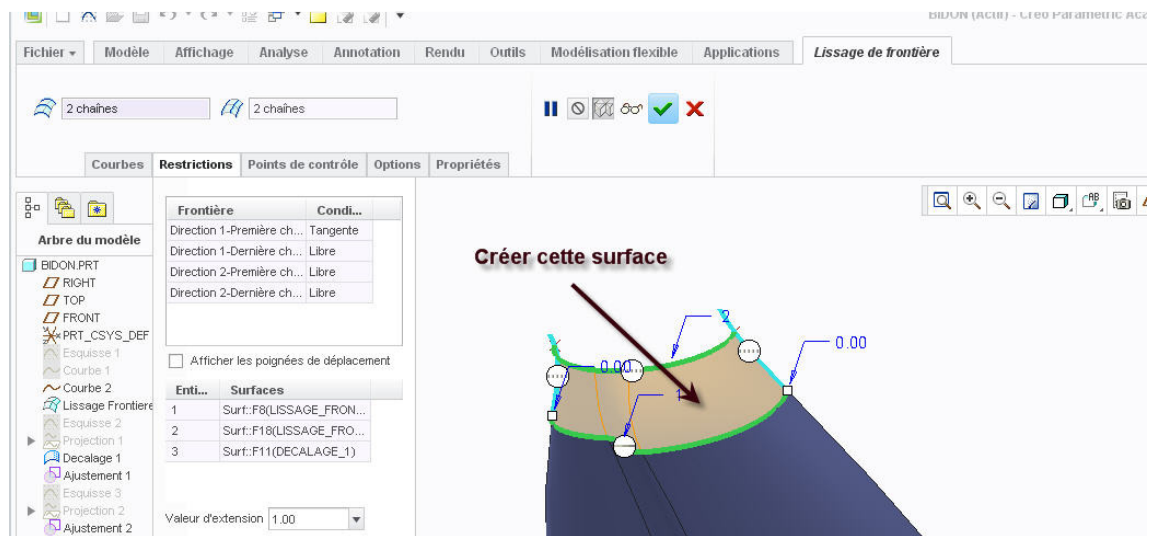 BIDON (Actif) - Creo Parametric Aca
Fichier Modèle Affichage Analyse Annotation Rendu Outils Modélisation flexible Applications Lissage de frontière
2 chaînes 2 chaînes
Courbes Restrictions Points de contrôle Options Propriétés
Arbre du modèle
BIDON.PRT
RIGHT
TOP
FRONT
PRT_CSYS_DEF
Esquisse 1
Courbe 1
Courbe 2
Lissage Frontiere
Esquisse 2
Projection 1
Decalage 1
Ajustement 1
Esquisse 3
Projection 2
Ajustement 2
Frontière Condi...
Direction 1-Première ch... Tangente
Direction 1-Dernière ch... Libre
Direction 2-Première ch... Libre
Direction 2-Dernière ch... Libre
Afficher les poignées de déplacement
Enti... Surfaces
1 Surf:F8(LISSAGE_FRON...
2 Surf:F18(LISSAGE_FRO...
3 Surf:F11(DECALAGE_1)
Valeur d'extension 1.00
Créer cette surface
2
0.00
0.00
1